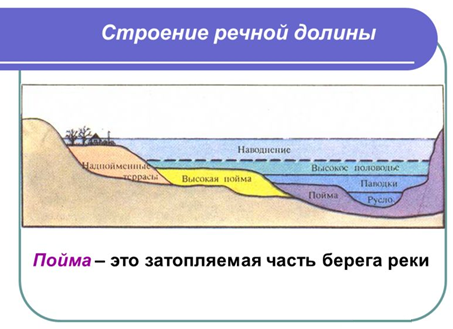 Строение речной долины
Наводнение
Надпойменные
террасы
Высокое половодье
Высокая пойма
Паводки
Пойма
Русло
Пойма – это затопляемая часть берега реки